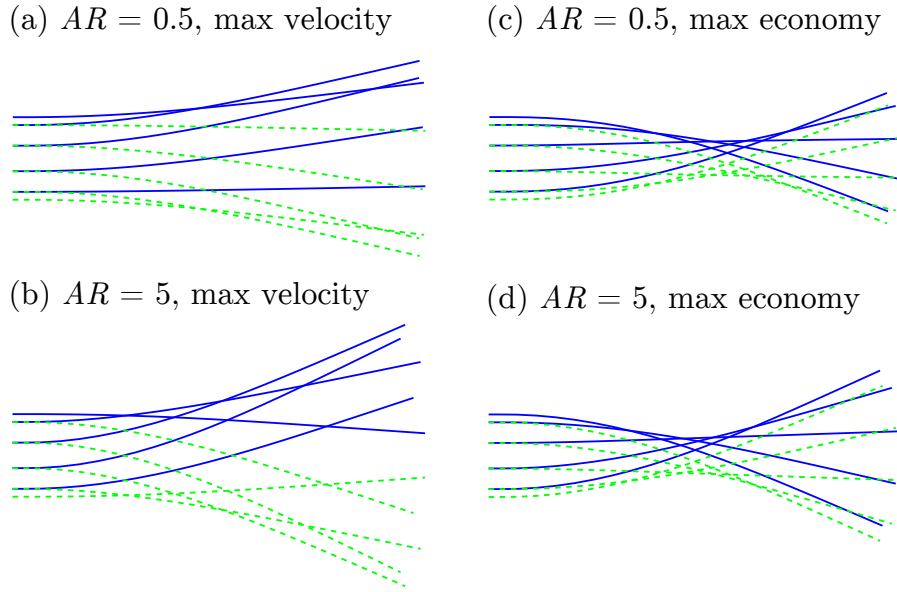 (a) AR = 0.5, max velocity
(c) AR = 0.5, max economy
(b) AR = 5, max velocity
(d) AR = 5, max economy